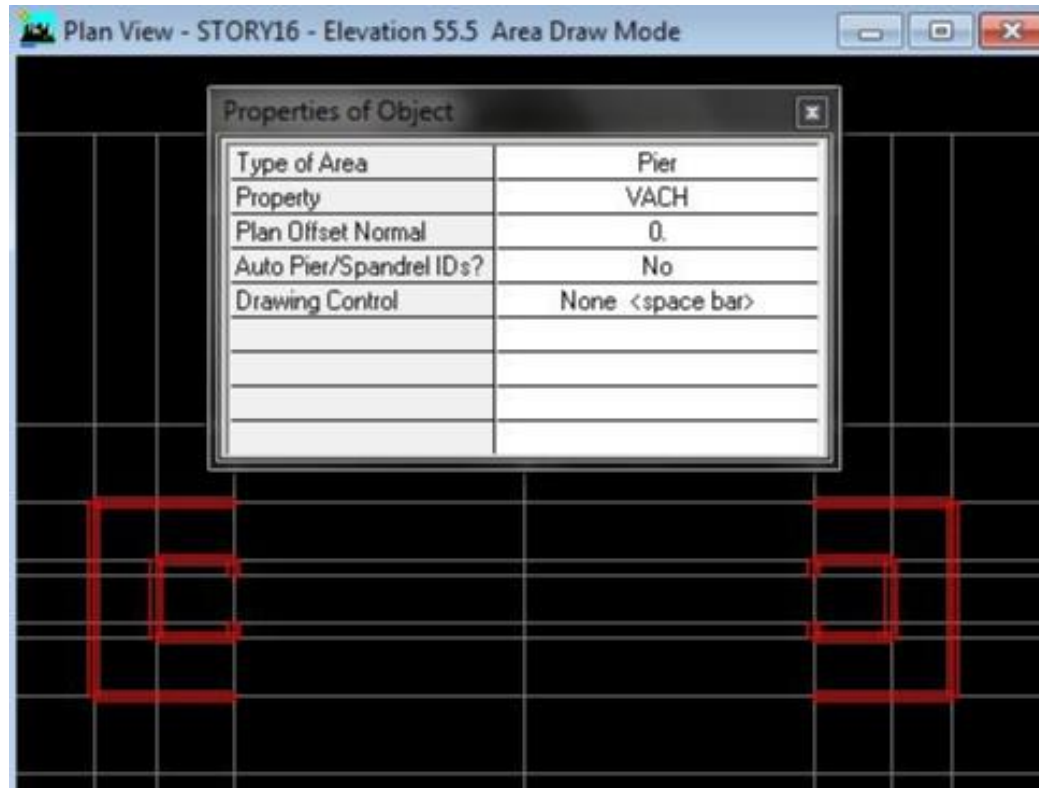 Plan View - STORY16 - Elevation 55.5 Area Draw Mode
Properties of Object
Type of Area Pier
Property VACH
Plan Offset Normal 0.
Auto Pier/Spandrel IDs? No
Drawing Control None <space bar>